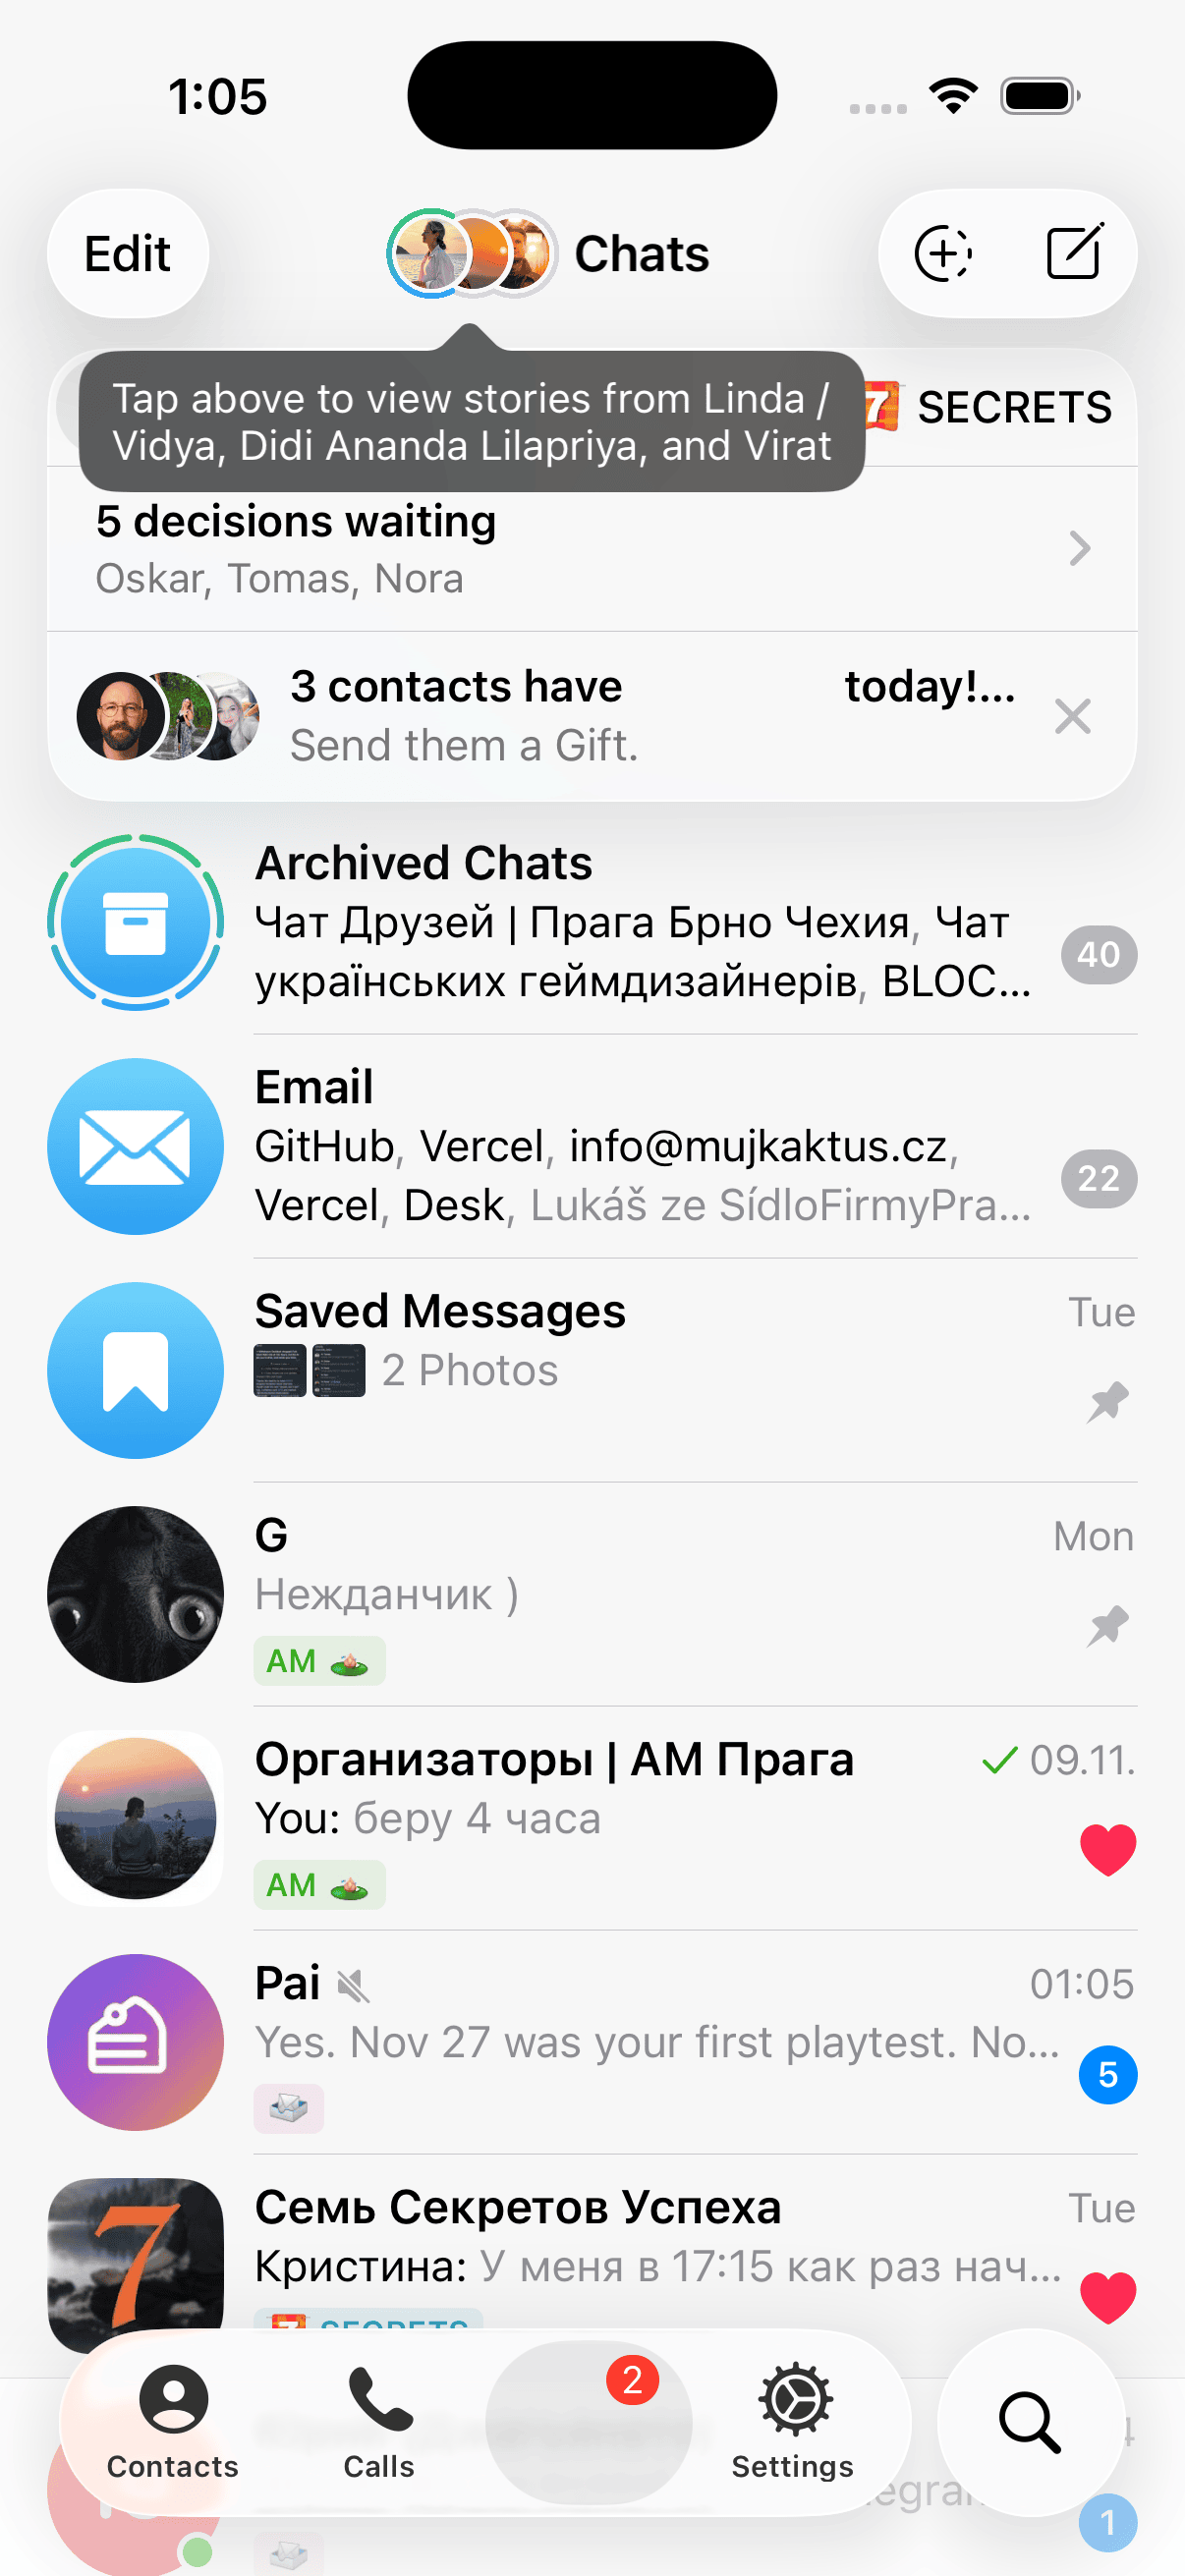 1:05
Edit
Chats
Tap above to view stories from Linda /
Vidya, Didi Ananda Lilapriya, and Virat
7 SECRETS
5 decisions waiting
Oskar, Tomas, Nora
3 contacts have today!...
Send them a Gift.
Archived Chats
Чат Друзей | Прага Брно Чехия, Чат
українських геймдизайнерів, BLOC...
40
Email
GitHub, Vercel, info@mujkaktus.cz,
Vercel, Desk, Lukáš ze SídloFirmyPra...
22
Saved Messages
Tue
2 Photos
G
Mon
Нежданчик )
AM
Организаторы | АМ Прага
09.11.
You: беру 4 часа
AM
Pai
01:05
Yes. Nov 27 was your first playtest. No...
5
Семь Секретов Успеха
Tue
Кристина: У меня в 17:15 как раз нач...
7 SECRETS
2
Contacts
Calls
Settings
1